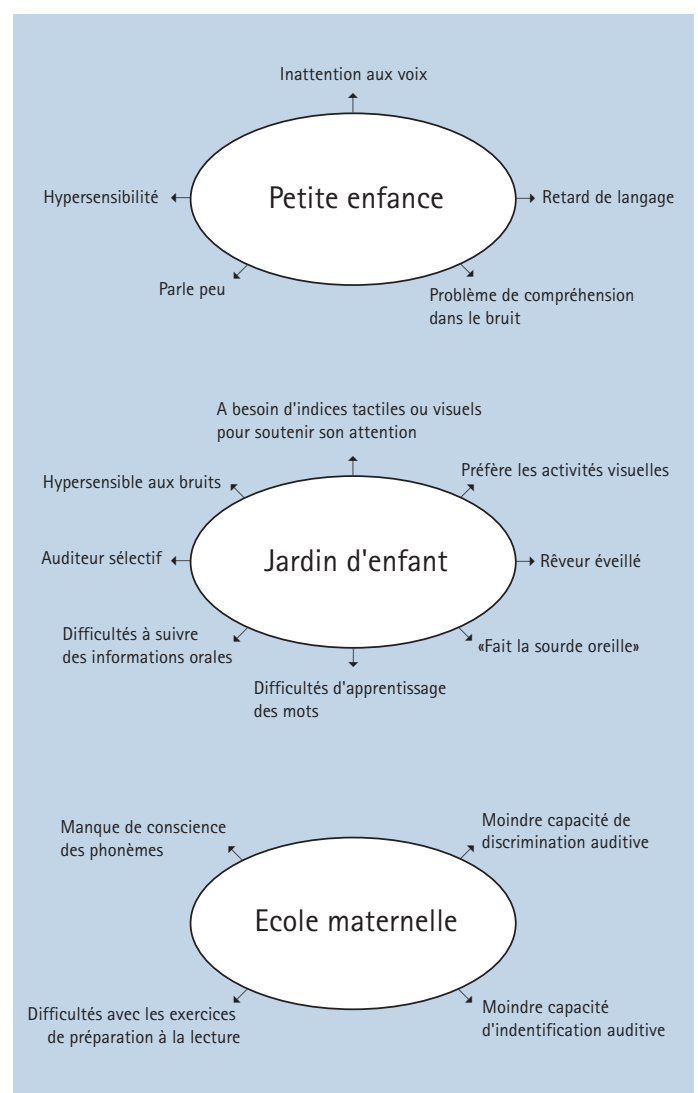 Inattention aux voix
Petite enfance
Hypersensibilité
Retard de langage
Parle peu
Problème de compréhension
dans le bruit
A besoin d'indices tactiles ou visuels
pour soutenir son attention
Hypersensible aux bruits
Préfère les activités visuelles
Auditeur sélectif
Jardin d'enfant
Rêveur éveillé
Difficultés à suivre
des informations orales
«Fait la sourde oreille»
Difficultés d'apprentissage
des mots
Manque de conscience
des phonèmes
Moindre capacité de
discrimination auditive
Ecole maternelle
Difficultés avec les exercices
de préparation à la lecture
Moindre capacité
d'indentification auditive